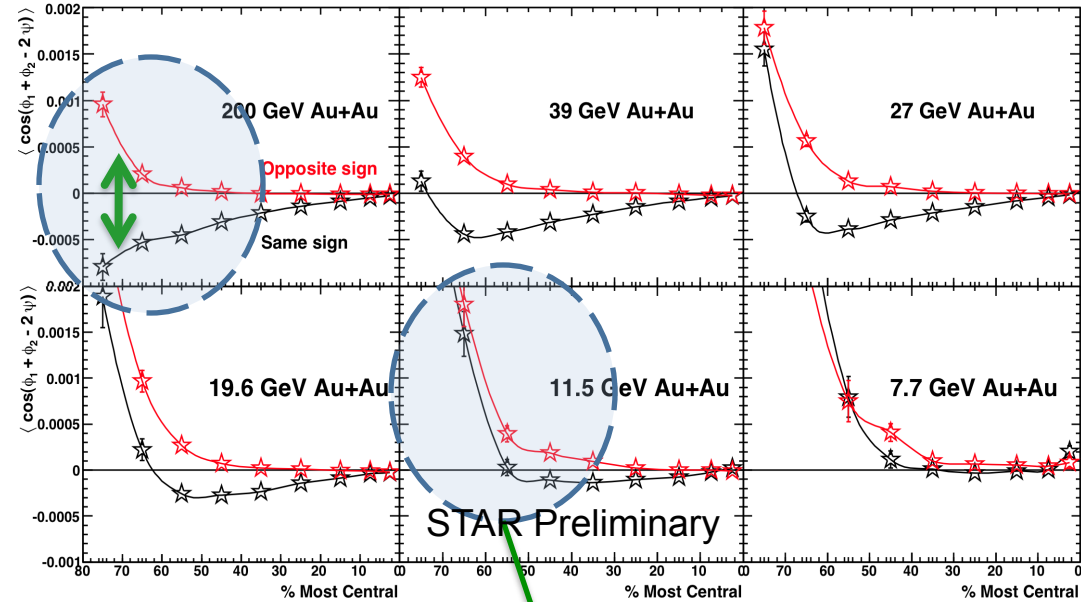 ⟨ cos(ϕ₁ + ϕ₂ - 2 ψ) ⟩
0.002
0.0015
0.001
0.0005
0
-0.0005
200 GeV Au+Au
Opposite sign
Same sign
39 GeV Au+Au
27 GeV Au+Au
⟨ cos(ϕ₁ + ϕ₂ - 2 ψ) ⟩
0.002
0.0015
0.001
0.0005
0
-0.0005
-0.001
19.6 GeV Au+Au
11.5 GeV Au+Au
7.7 GeV Au+Au
STAR Preliminary
80 70 60 50 40 30 20 10 0
70 60 50 40 30 20 10 0
70 60 50 40 30 20 10 0
% Most Central
% Most Central
% Most Central